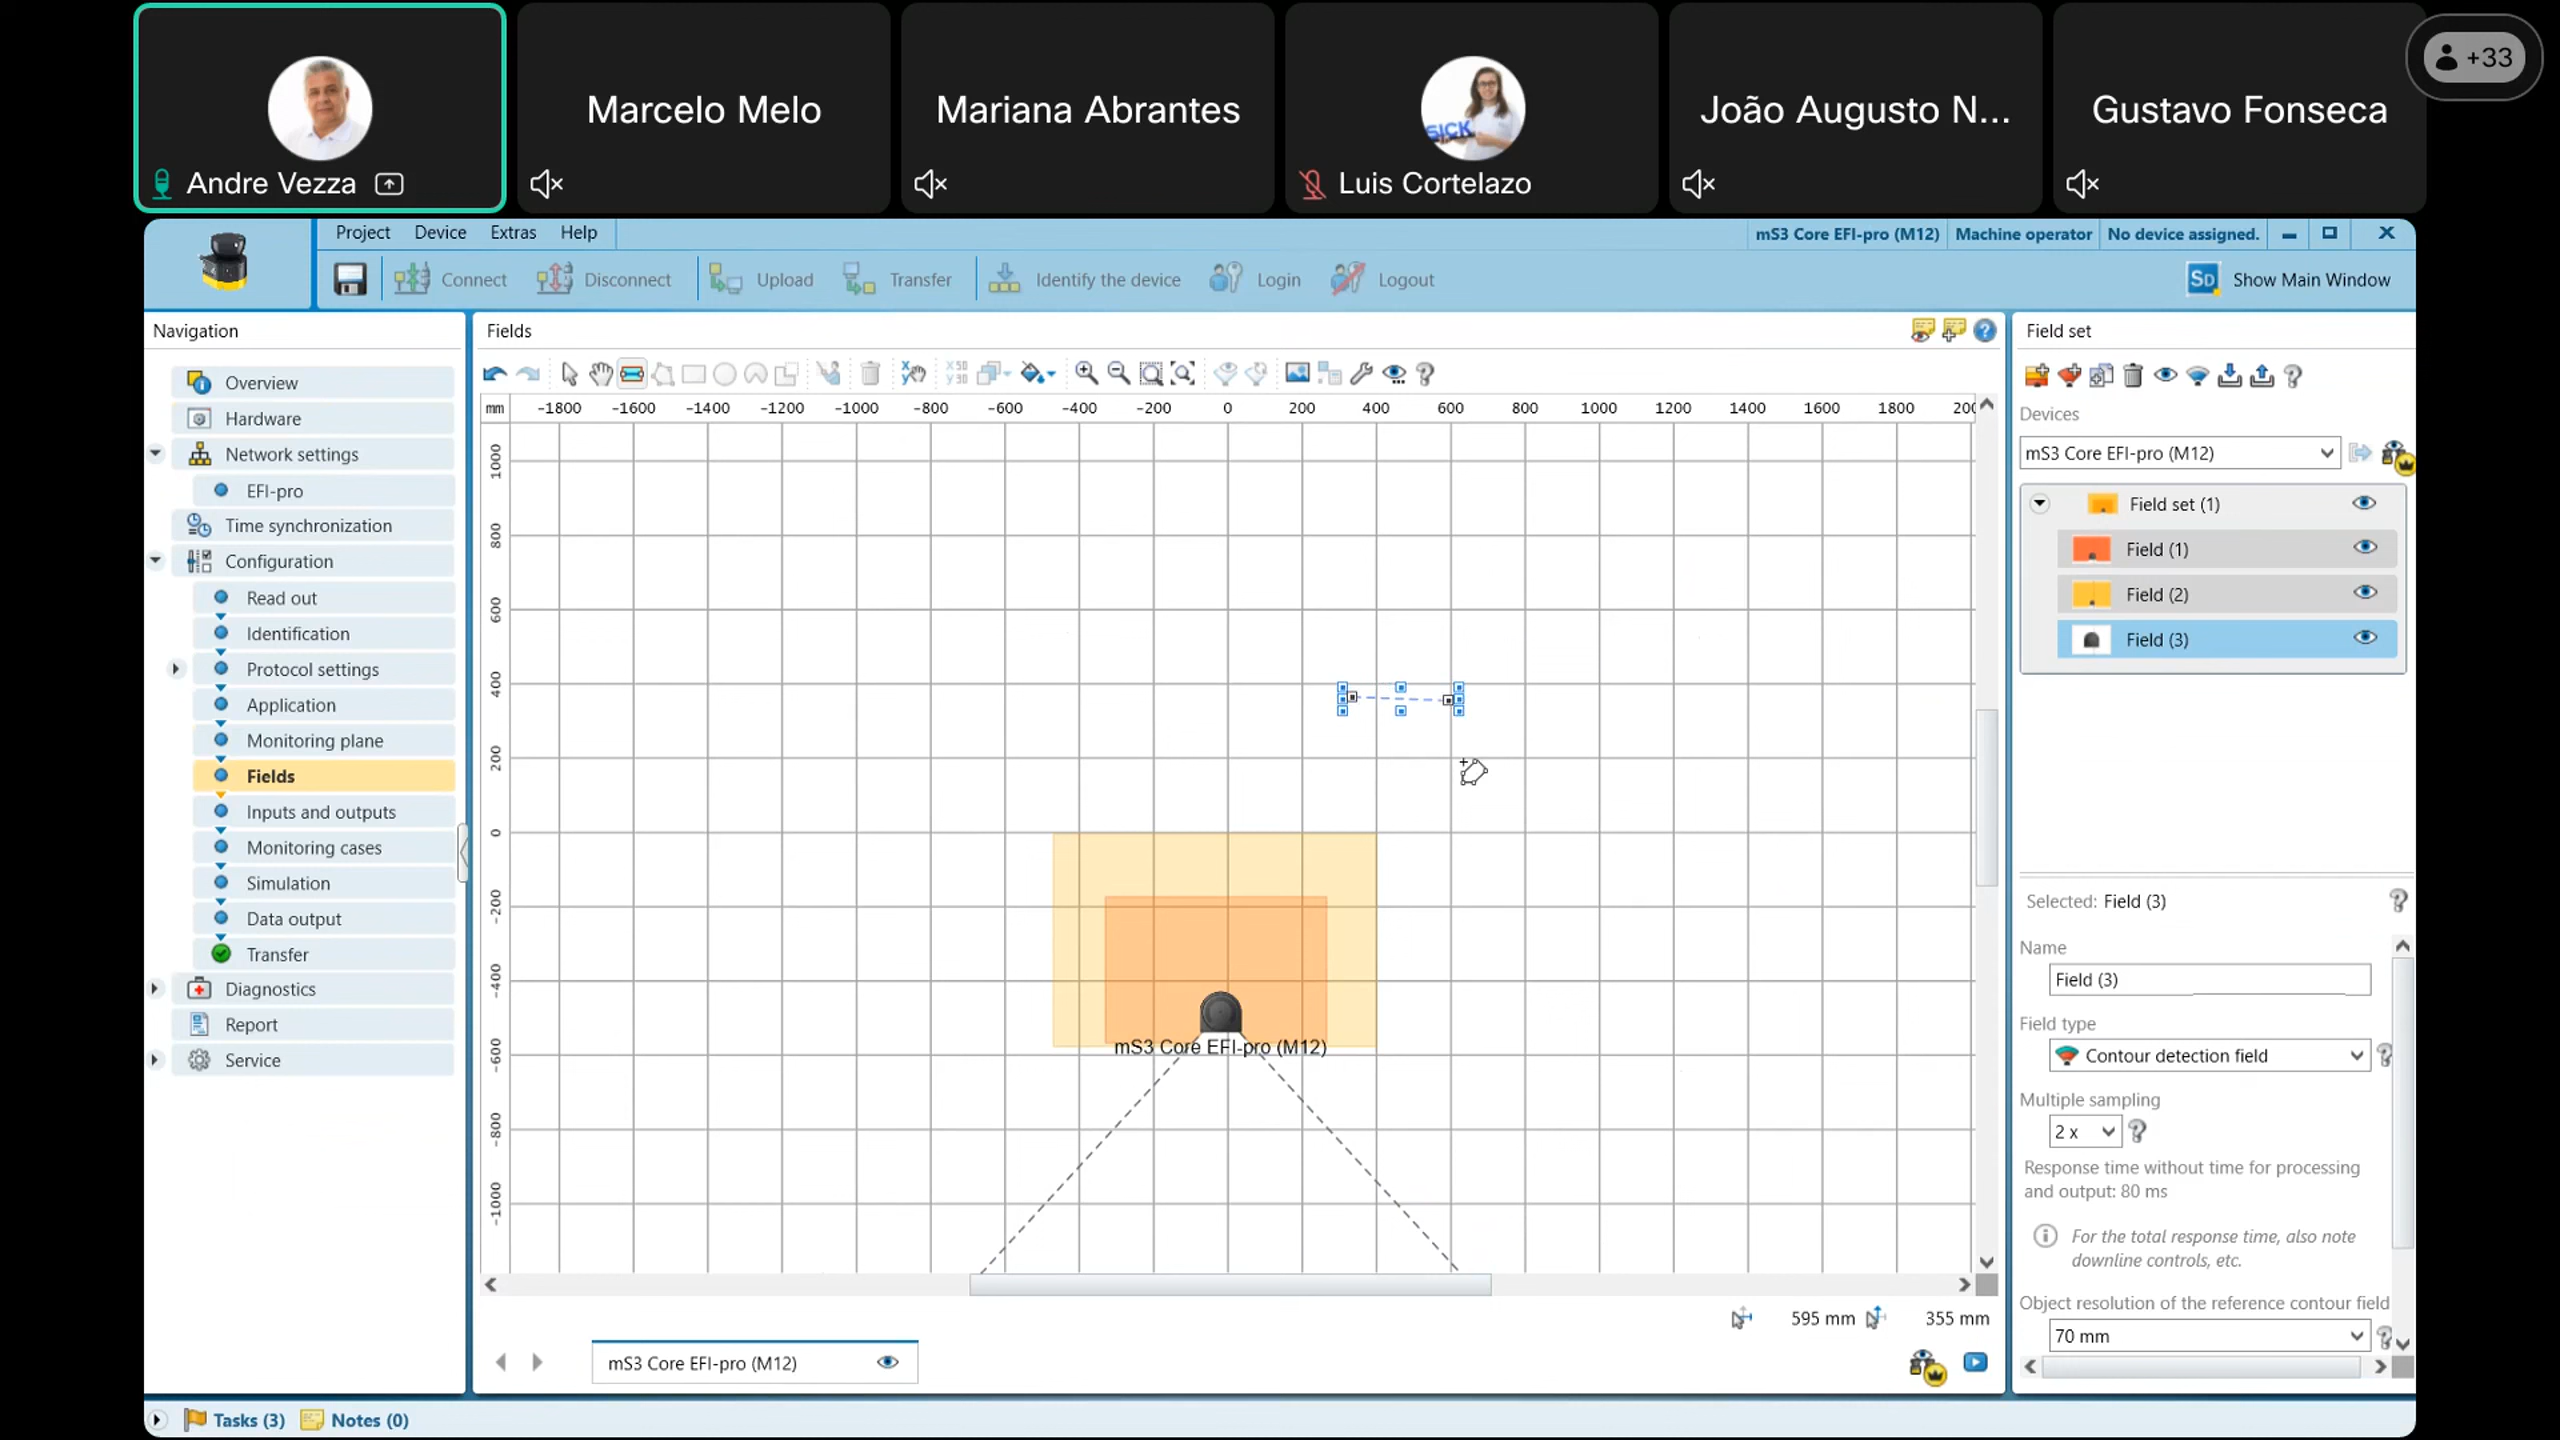 +33
Marcelo Melo
Mariana Abrantes
João Augusto N...
Gustavo Fonseca
SICK
Andre Vezza
Luis Cortelazo
Project Device Extras Help
mS3 Core EFI-pro (M12) Machine operator No device assigned.
Connect Disconnect Upload Transfer Identify the device Login Logout
SD Show Main Window
Navigation
Overview
Hardware
Network settings
EFI-pro
Time synchronization
Configuration
Read out
Identification
Protocol settings
Application
Monitoring plane
Fields
Inputs and outputs
Monitoring cases
Simulation
Data output
Transfer
Diagnostics
Report
Service
Fields
mm -1800 -1600 -1400 -1200 -1000 -800 -600 -400 -200 0 200 400 600 800 1000 1200 1400 1600 1800 200
1000
800
600
400
200
0
-200
-400
-600
-800
-1000
mS3 Core EFI-pro (M12)
595 mm 355 mm
mS3 Core EFI-pro (M12)
Field set
Devices
mS3 Core EFI-pro (M12)
Field set (1)
Field (1)
Field (2)
Field (3)
Selected: Field (3)
Name
Field (3)
Field type
Contour detection field
Multiple sampling
2 x
Response time without time for processing
and output: 80 ms
For the total response time, also note
downline controls, etc.
Object resolution of the reference contour field
70 mm
Tasks (3) Notes (0)